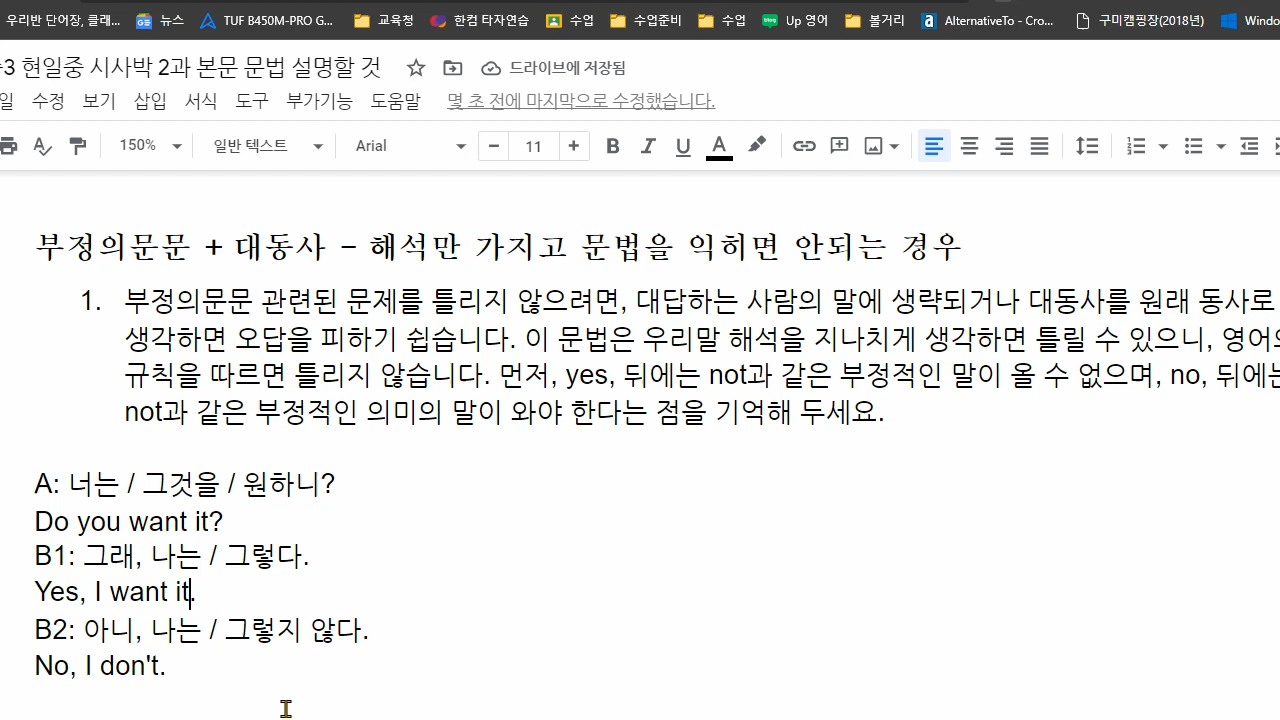 우리반 단어장, 클래... 뉴스 TUF B450M-PRO G... 교육청 한컴 타자연습 수업 수업준비 수업 Up 영어 볼거리 AlternativeTo - Cro... 구미캠핑장(2018년) Windo
3 현일중 시사박 2과 본문 문법 설명할 것 드라이브에 저장됨
일 수정 보기 삽입 서식 도구 부가기능 도움말 몇 초 전에 마지막으로 수정했습니다.
150% 일반 텍스트 Arial - 11 + B I U A
부정의문문 + 대동사 - 해석만 가지고 문법을 익히면 안되는 경우
1. 부정의문문 관련된 문제를 틀리지 않으려면, 대답하는 사람의 말에 생략되거나 대동사를 원래 동사로
생각하면 오답을 피하기 쉽습니다. 이 문법은 우리말 해석을 지나치게 생각하면 틀릴 수 있으니, 영어으
규칙을 따르면 틀리지 않습니다. 먼저, yes, 뒤에는 not과 같은 부정적인 말이 올 수 없으며, no, 뒤에는
not과 같은 부정적인 의미의 말이 와야 한다는 점을 기억해 두세요.
A: 너는 / 그것을 / 원하니?
Do you want it?
B1: 그래, 나는 / 그렇다.
Yes, I want it.
B2: 아니, 나는 / 그렇지 않다.
No, I don't.